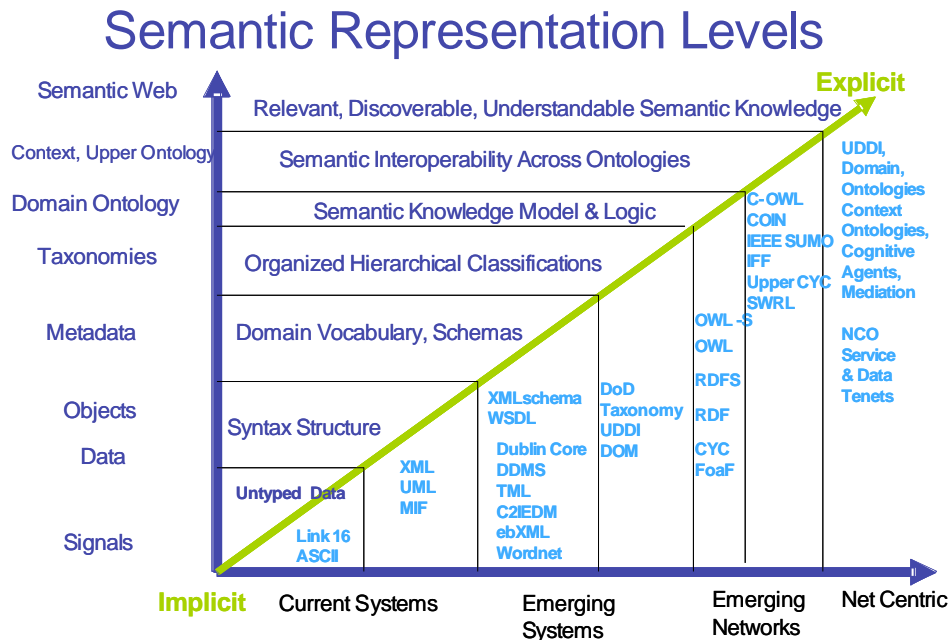 Semantic Representation Levels
Semantic Web
Explicit
Relevant, Discoverable, Understandable Semantic Knowledge
Context, Upper Ontology
Semantic Interoperability Across Ontologies
Domain Ontology
Semantic Knowledge Model & Logic
Taxonomies
Organized Hierarchical Classifications
Metadata
Domain Vocabulary, Schemas
Objects
Syntax Structure
Data
Untyped Data
Signals
Link 16
ASCII
XML
UML
MIF
XMLschema
WSDL
Dublin Core
DDMS
TML
C2IEDM
ebXML
Wordnet
DoD
Taxonomy
UDDI
DOM
OWL -S
OWL
RDFS
RDF
CYC
FoaF
C-OWL
COIN
IEEE SUMO
IFF
Upper CYC
SWRL
UDDI,
Domain,
Ontologies
Context
Ontologies,
Cognitive
Agents,
Mediation
NCO
Service
& Data
Tenets
Implicit
Current Systems
Emerging
Systems
Emerging
Networks
Net Centric